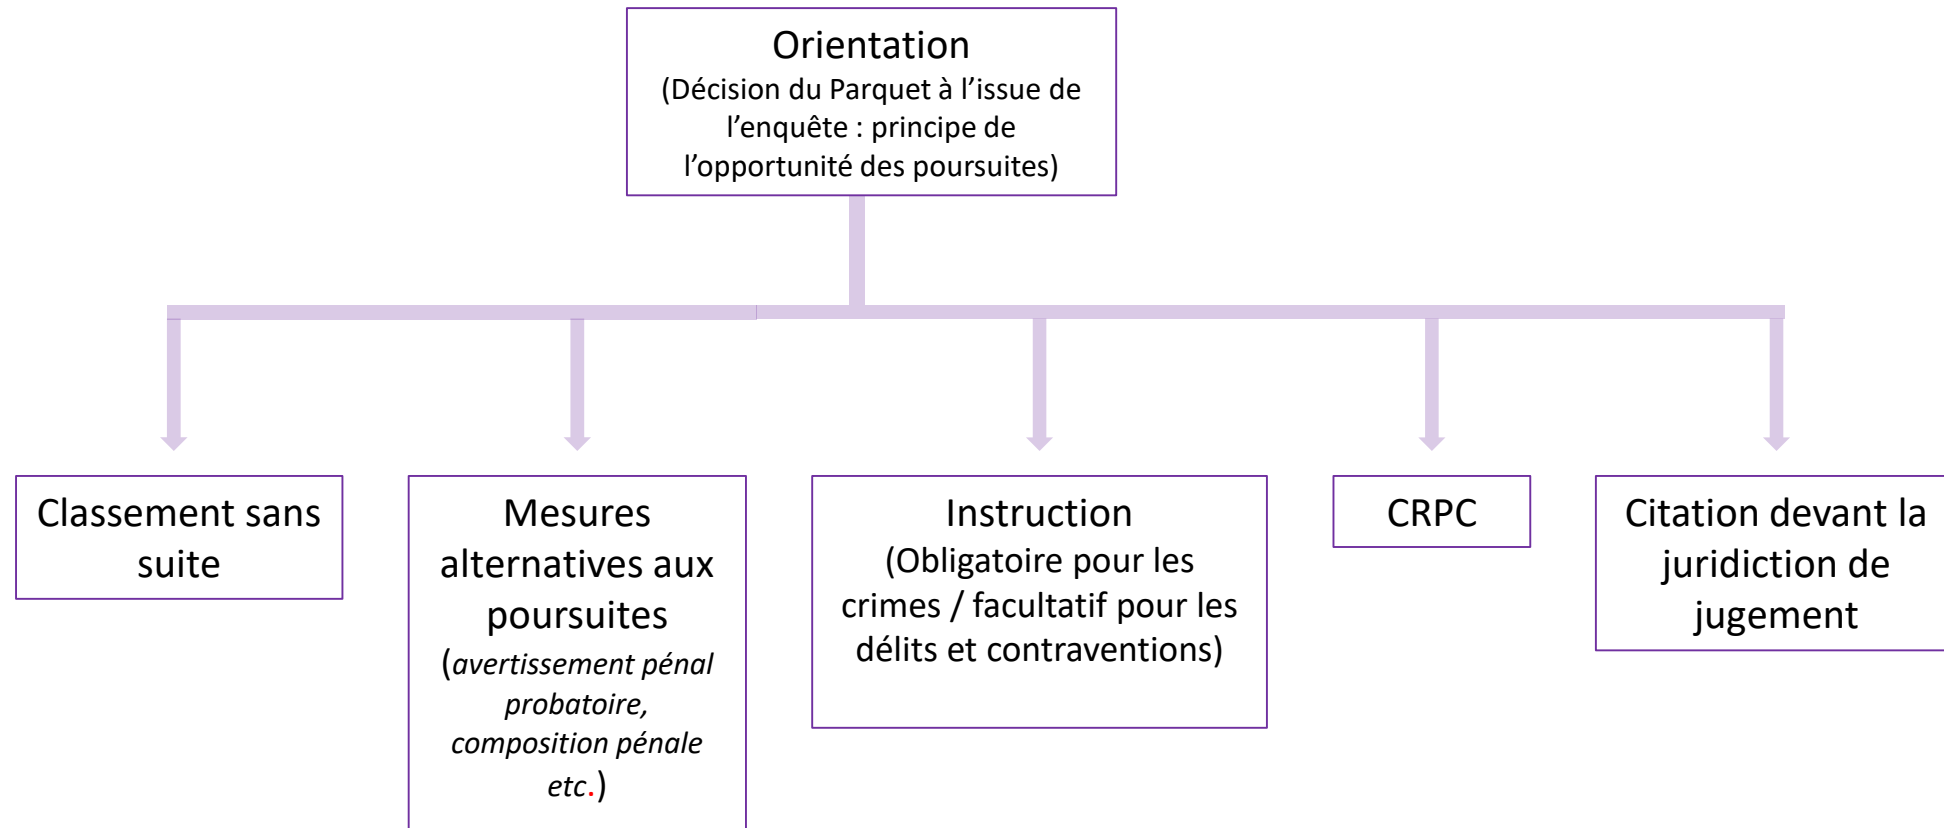 Orientation
(Décision du Parquet à l’issue de
l’enquête : principe de
l’opportunité des poursuites)
Classement sans
suite
Mesures
alternatives aux
poursuites
(avertissement pénal
probatoire,
composition pénale
etc.)
Instruction
(Obligatoire pour les
crimes / facultatif pour les
délits et contraventions)
CRPC
Citation devant la
juridiction de
jugement